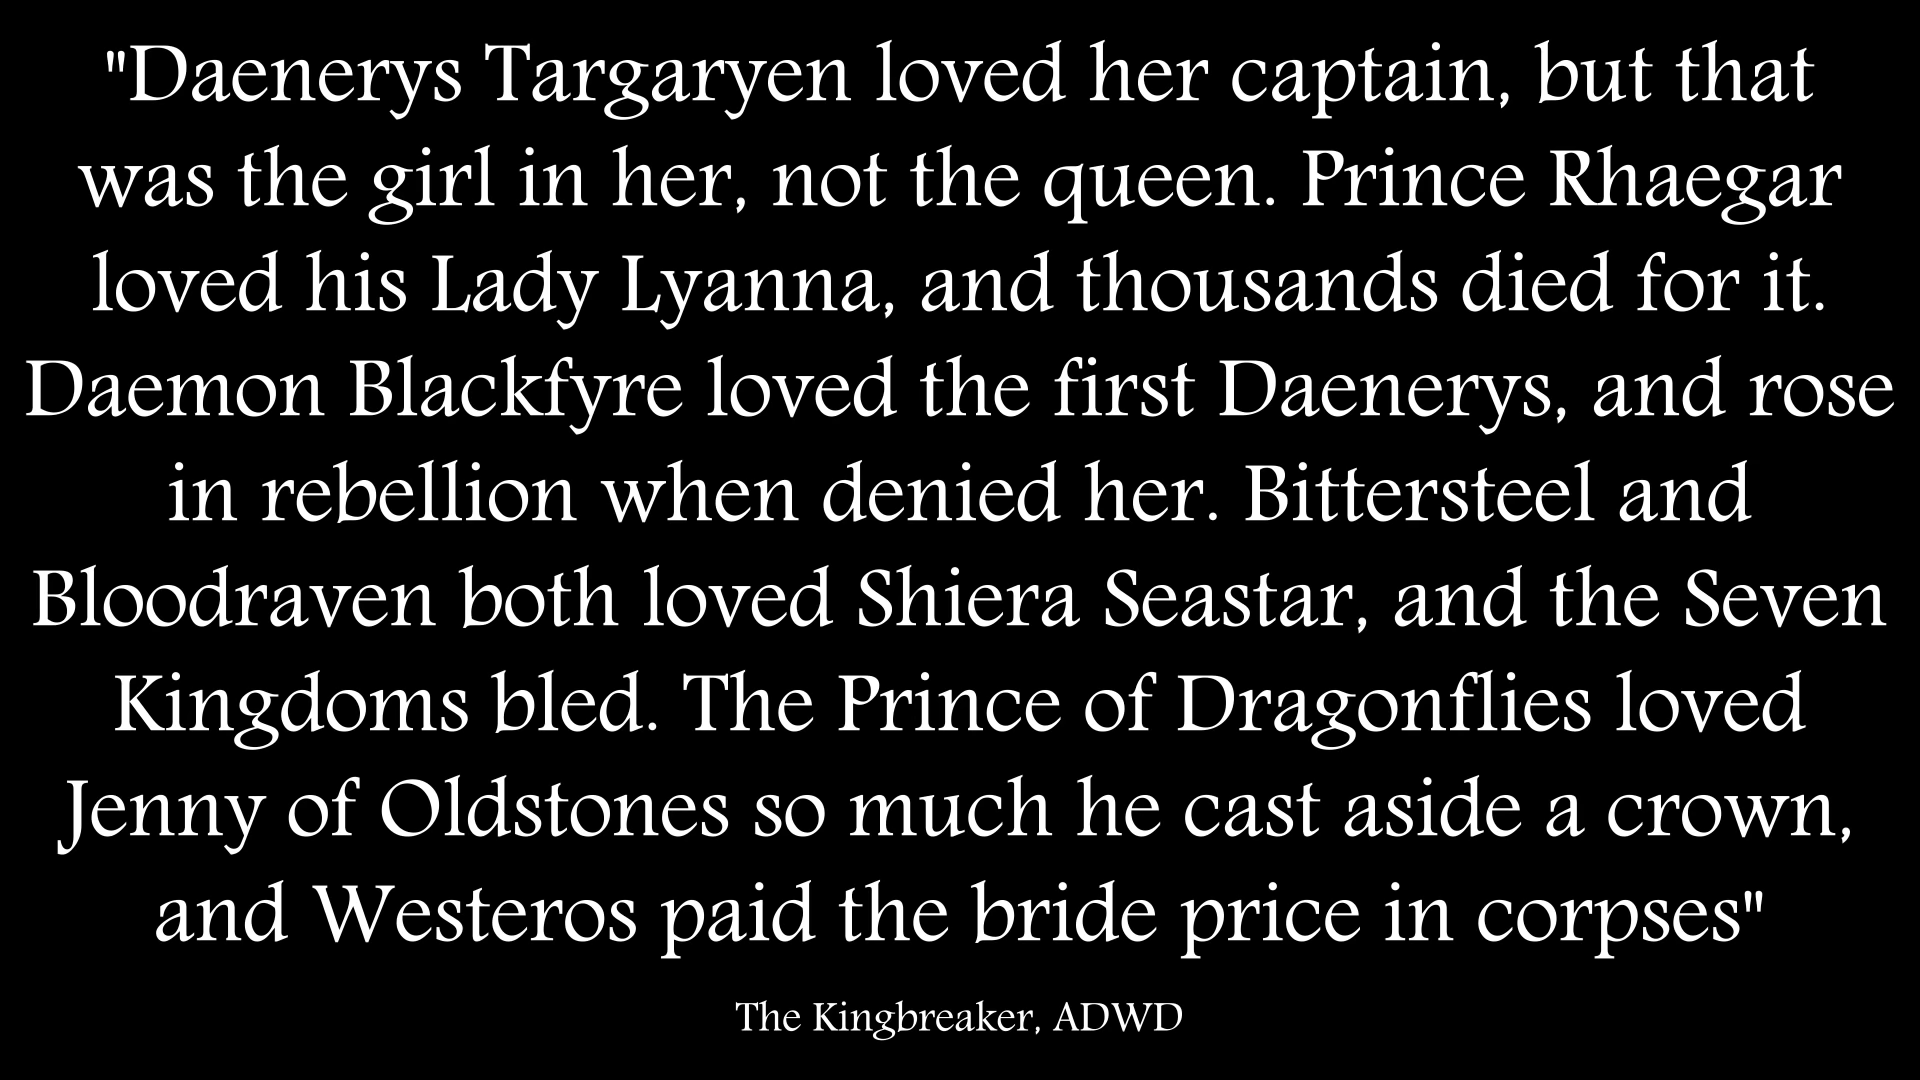 "Daenerys Targaryen loved her captain, but that
was the girl in her, not the queen. Prince Rhaegar
loved his Lady Lyanna, and thousands died for it.
Daemon Blackfyre loved the first Daenerys, and rose
in rebellion when denied her. Bittersteel and
Bloodraven both loved Shiera Seastar, and the Seven
Kingdoms bled. The Prince of Dragonflies loved
Jenny of Oldstones so much he cast aside a crown,
and Westeros paid the bride price in corpses"
The Kingbreaker, ADWD